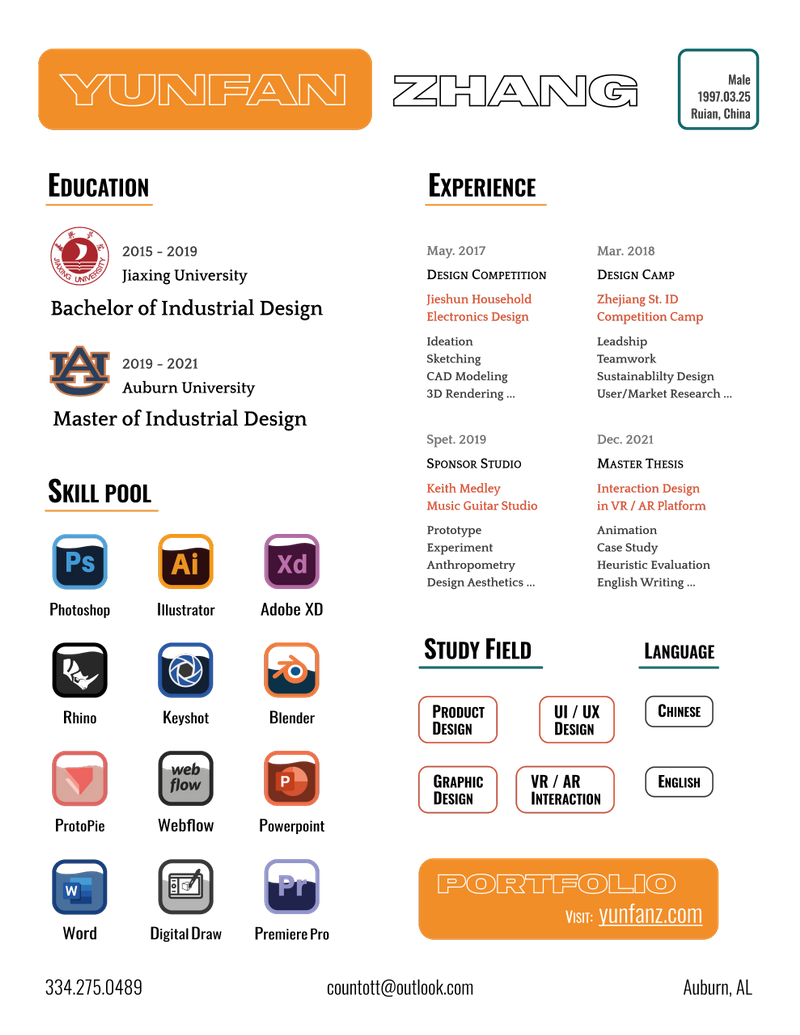 YUNFAN ZHANG
Male
1997.03.25
Ruian, China
EDUCATION
JIAXING UNIVERSITY
2015 - 2019
Jiaxing University
Bachelor of Industrial Design
AU
2019 - 2021
Auburn University
Master of Industrial Design
SKILL POOL
Ps
Photoshop
Ai
Illustrator
Xd
Adobe XD
Rhino
Keyshot
Blender
ProtoPie
web
flow
Webflow
P
Powerpoint
W
Word
Digital Draw
Pr
Premiere Pro
EXPERIENCE
May. 2017
DESIGN COMPETITION
Jieshun Household
Electronics Design
Ideation
Sketching
CAD Modeling
3D Rendering ...
Mar. 2018
DESIGN CAMP
Zhejiang St. ID
Competition Camp
Leadship
Teamwork
Sustainablilty Design
User/Market Research ...
Spet. 2019
SPONSOR STUDIO
Keith Medley
Music Guitar Studio
Prototype
Experiment
Anthropometry
Design Aesthetics ...
Dec. 2021
MASTER THESIS
Interaction Design
in VR / AR Platform
Animation
Case Study
Heuristic Evaluation
English Writing ...
STUDY FIELD
PRODUCT
DESIGN
UI / UX
DESIGN
GRAPHIC
DESIGN
VR / AR
INTERACTION
LANGUAGE
CHINESE
ENGLISH
PORTFOLIO
VISIT: yunfanz.com
334.275.0489
countott@outlook.com
Auburn, AL